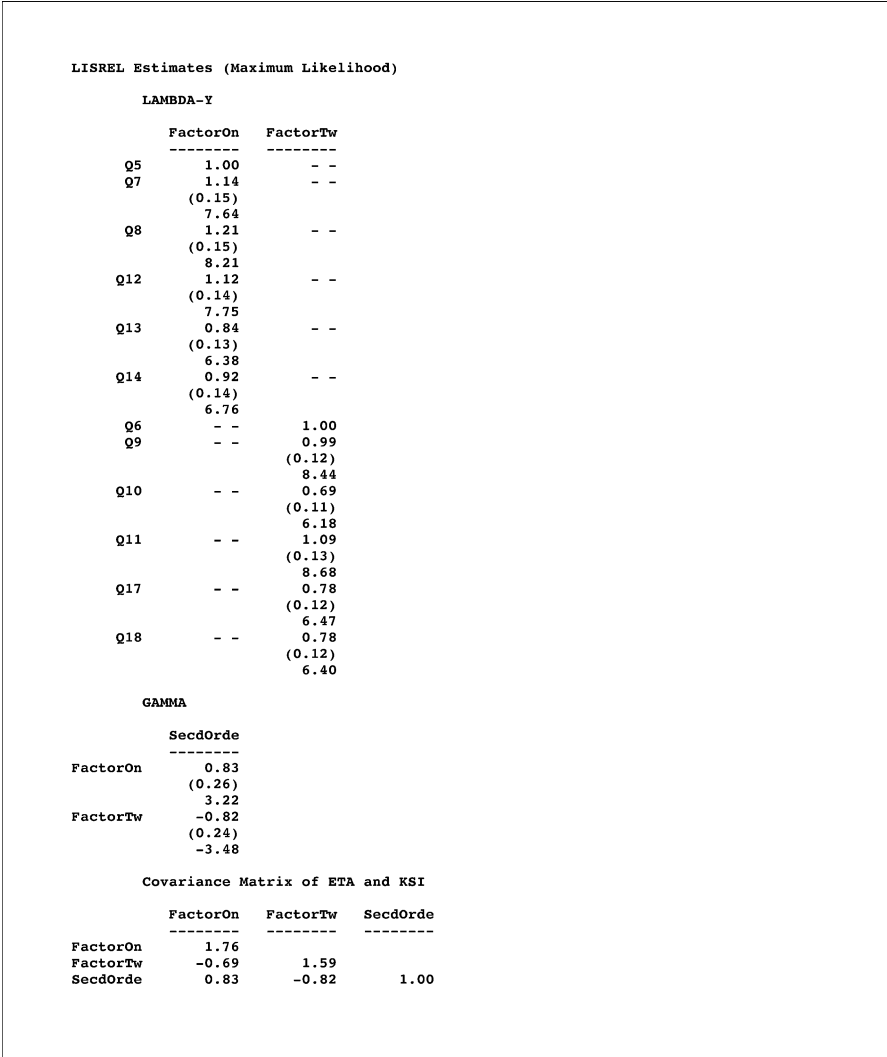 LISREL Estimates (Maximum Likelihood)
LAMBDA-Y
FactorOn FactorTw
-------- --------
Q5 1.00 - -
Q7 1.14 - -
(0.15)
7.64
Q8 1.21 - -
(0.15)
8.21
Q12 1.12 - -
(0.14)
7.75
Q13 0.84 - -
(0.13)
6.38
Q14 0.92 - -
(0.14)
6.76
Q6 - - 1.00
Q9 - - 0.99
(0.12)
8.44
Q10 - - 0.69
(0.11)
6.18
Q11 - - 1.09
(0.13)
8.68
Q17 - - 0.78
(0.12)
6.47
Q18 - - 0.78
(0.12)
6.40
GAMMA
SecdOrde
--------
FactorOn 0.83
(0.26)
3.22
FactorTw -0.82
(0.24)
-3.48
Covariance Matrix of ETA and KSI
FactorOn FactorTw SecdOrde
-------- -------- --------
FactorOn 1.76
FactorTw -0.69 1.59
SecdOrde 0.83 -0.82 1.00